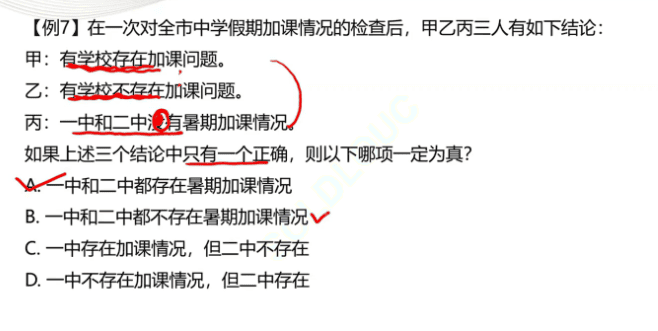 【例7】在一次对全市中学假期加课情况的检查后，甲乙丙三人有如下结论：
甲：有学校存在加课问题。
乙：有学校不存在加课问题。
丙：一中和二中没有暑期加课情况。
如果上述三个结论中只有一个正确，则以下哪项一定为真？
A. 一中和二中都存在暑期加课情况
B. 一中和二中都不存在暑期加课情况
C. 一中存在加课情况，但二中不存在
D. 一中不存在加课情况，但二中存在